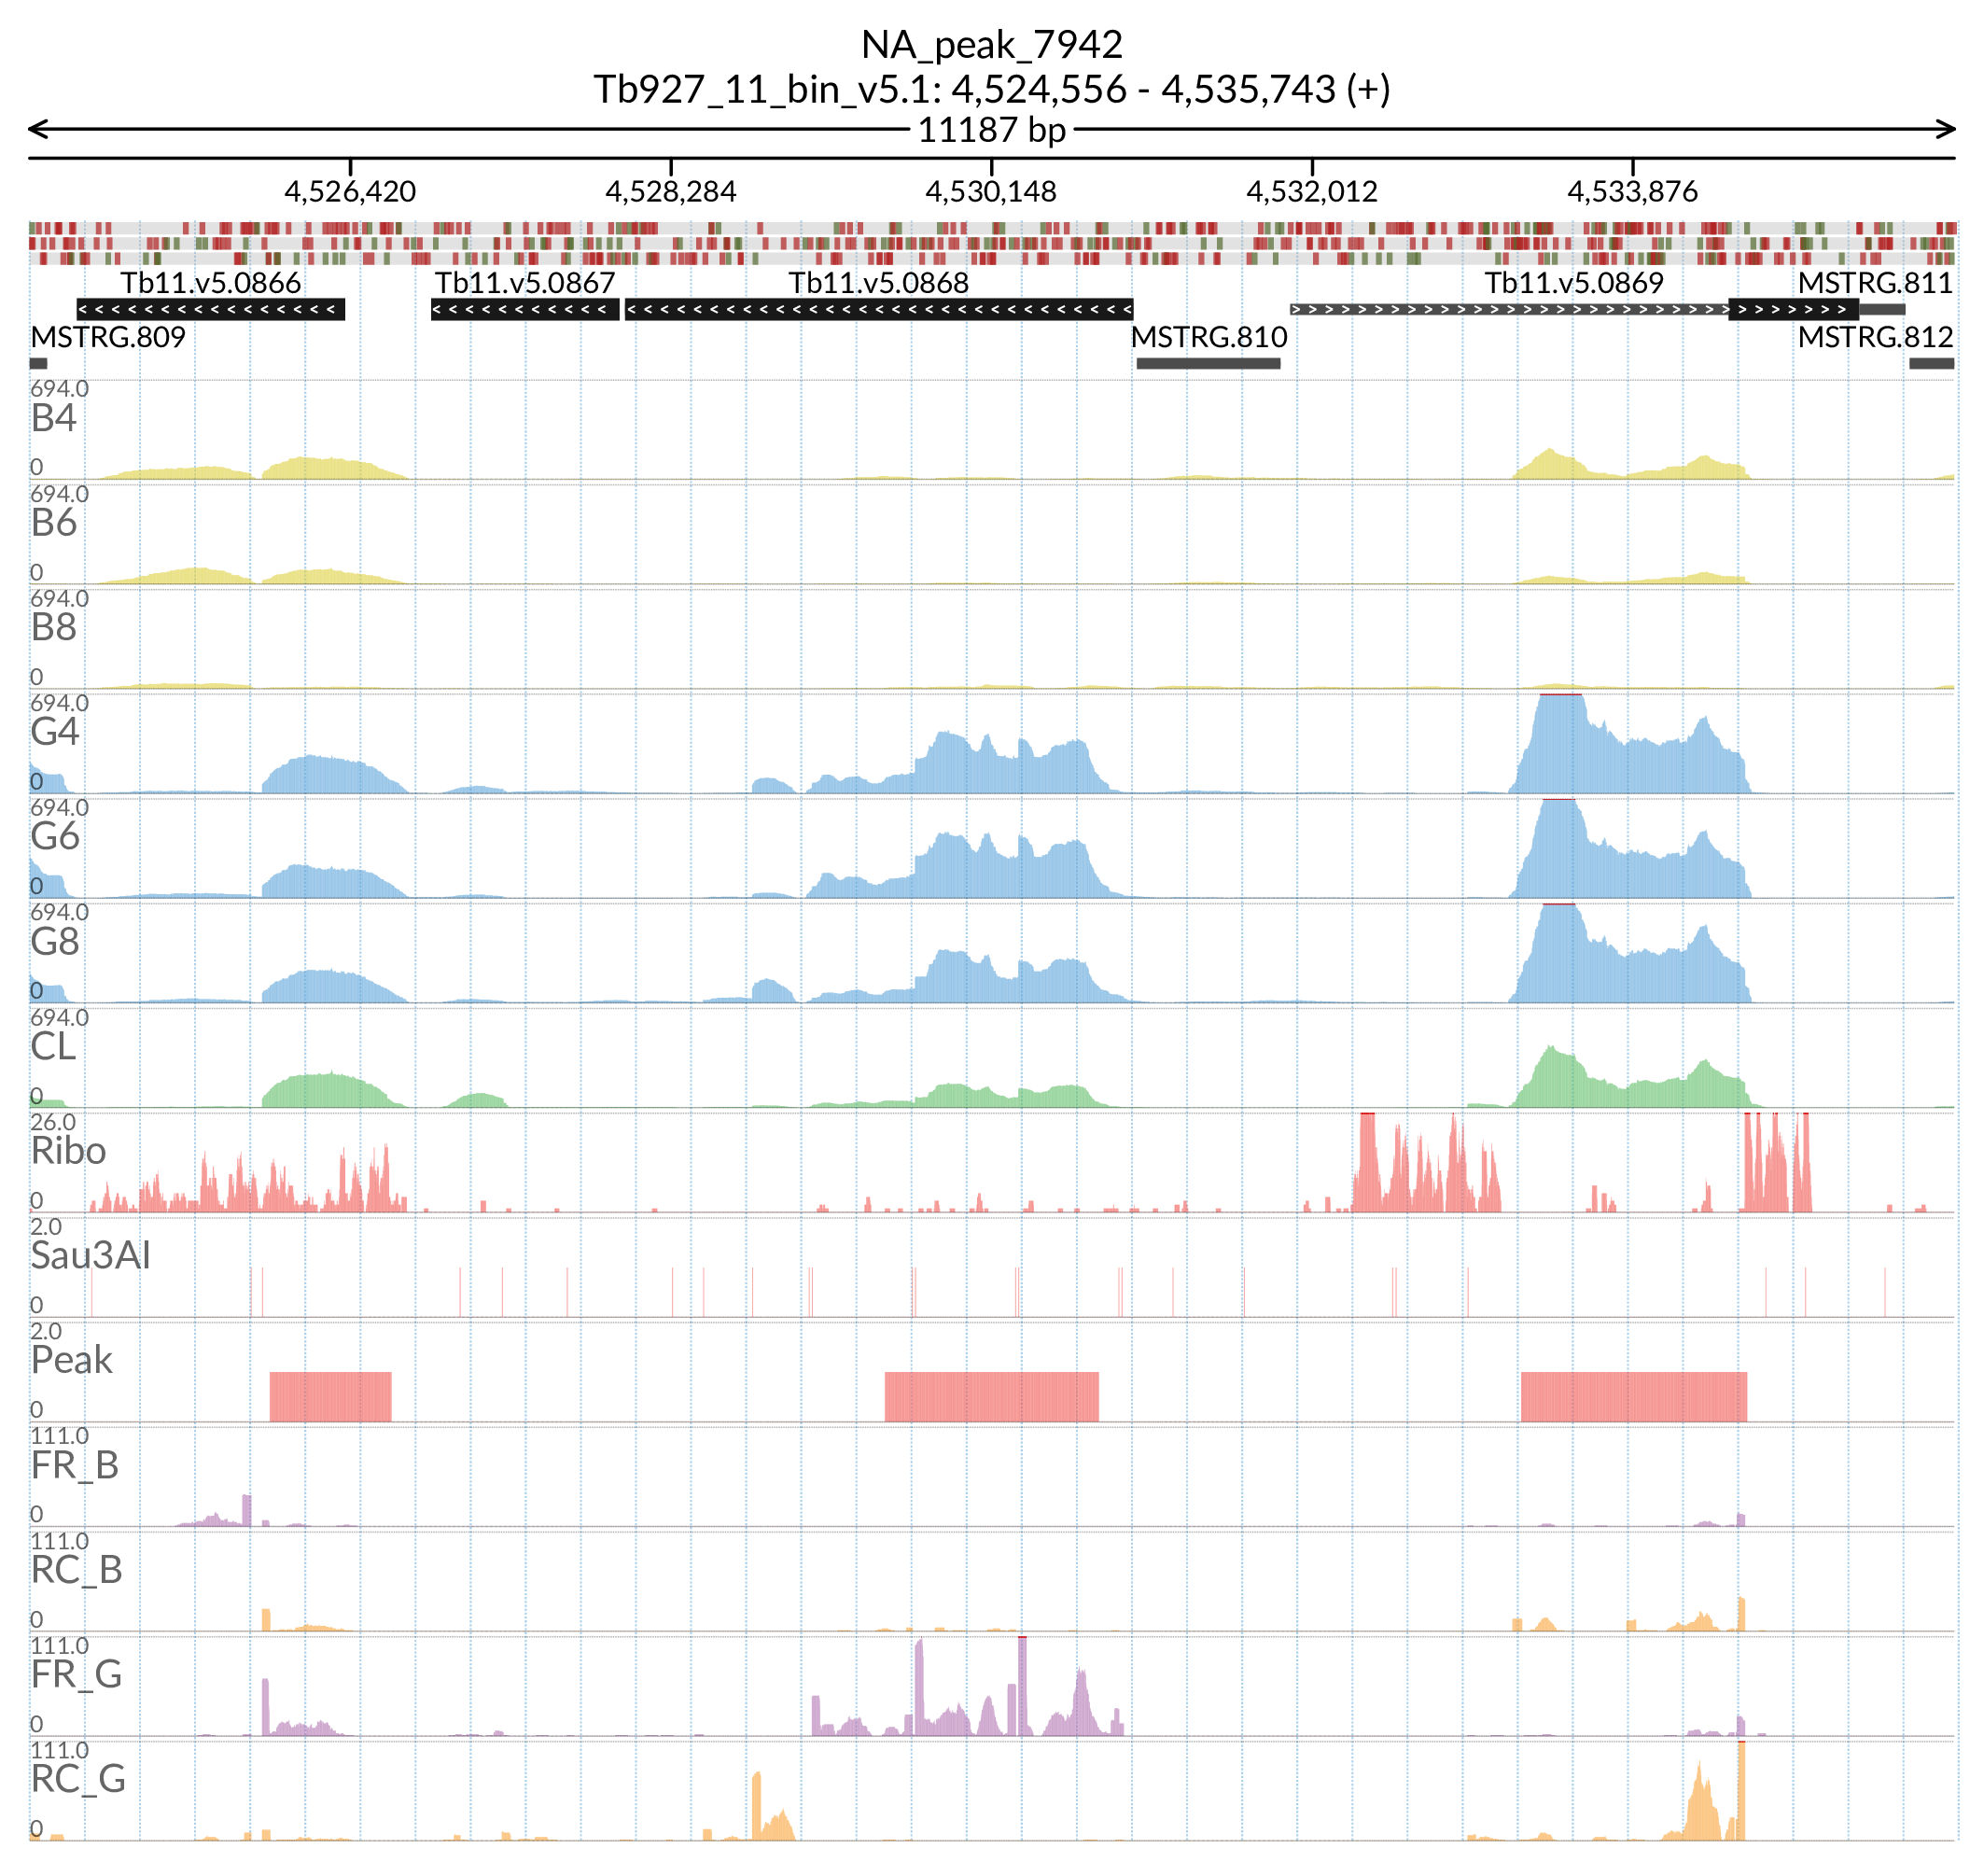 NA_peak_7942
Tb927_11_bin_v5.1: 4,524,556 - 4,535,743 (+)
11187 bp
4,526,420 4,528,284 4,530,148 4,532,012 4,533,876
Tb11.v5.0866 Tb11.v5.0867 Tb11.v5.0868 Tb11.v5.0869 MSTRG.811
MSTRG.809 MSTRG.810 MSTRG.812
694.0
B4
0
694.0
B6
0
694.0
B8
0
694.0
G4
0
694.0
G6
0
694.0
G8
0
694.0
CL
0
26.0
Ribo
0
2.0
Sau3AI
0
2.0
Peak
0
111.0
FR_B
0
111.0
RC_B
0
111.0
FR_G
0
111.0
RC_G
0